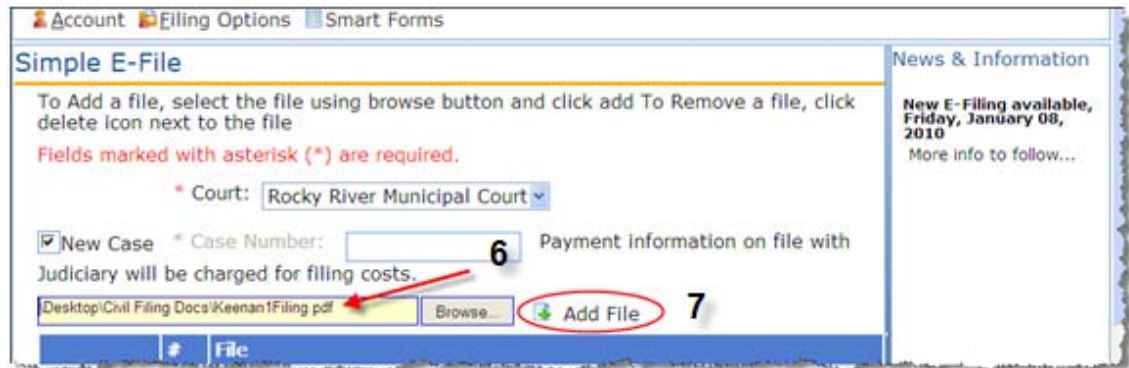 Account Filing Options Smart Forms
Simple E-File
To Add a file, select the file using browse button and click add To Remove a file, click
delete icon next to the file
Fields marked with asterisk (*) are required.
* Court: Rocky River Municipal Court
New Case * Case Number: Payment information on file with
Judiciary will be charged for filing costs.
6
\Desktop\Civil Filing Docs\Keenan1Filing.pdf Browse... Add File 7
# File
News & Information
New E-Filing available,
Friday, January 08,
2010
More info to follow...